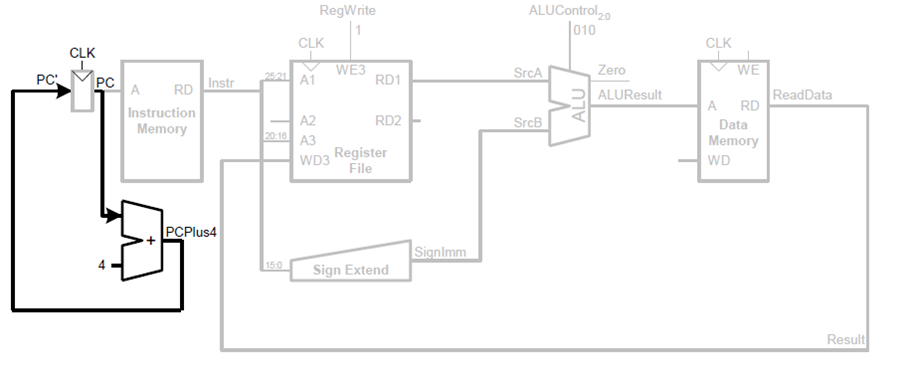 RegWrite
ALUControl2:0
1
010
CLK
CLK
CLK
PC'
PC
A RD
Instruction
Memory
Instr
25:21
A1
WE3
RD1
SrcA
Zero
ALU
ALUResult
WE
A RD
ReadData
Data
Memory
WD
A2
RD2
SrcB
20:16
A3
WD3
Register
File
PCPlus4
+
4
SignImm
15:0
Sign Extend
Result